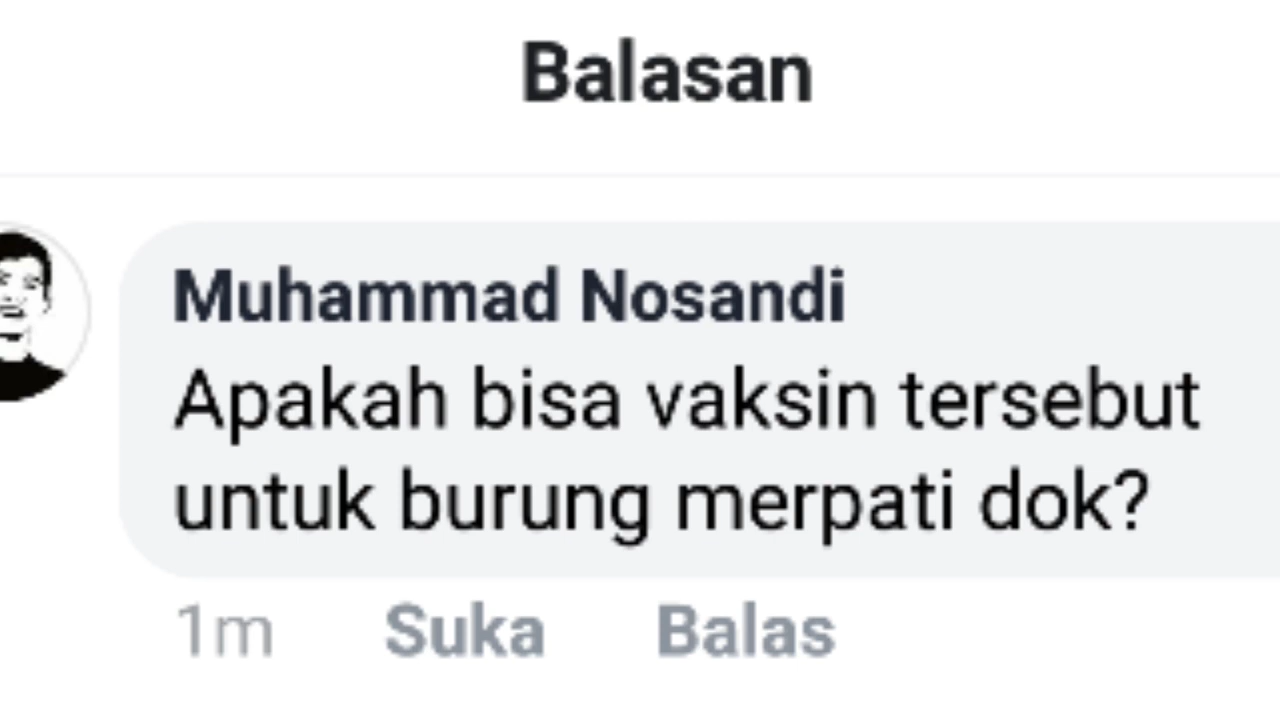 Balasan
Muhammad Nosandi
Apakah bisa vaksin tersebut
untuk burung merpati dok?
1m Suka Balas